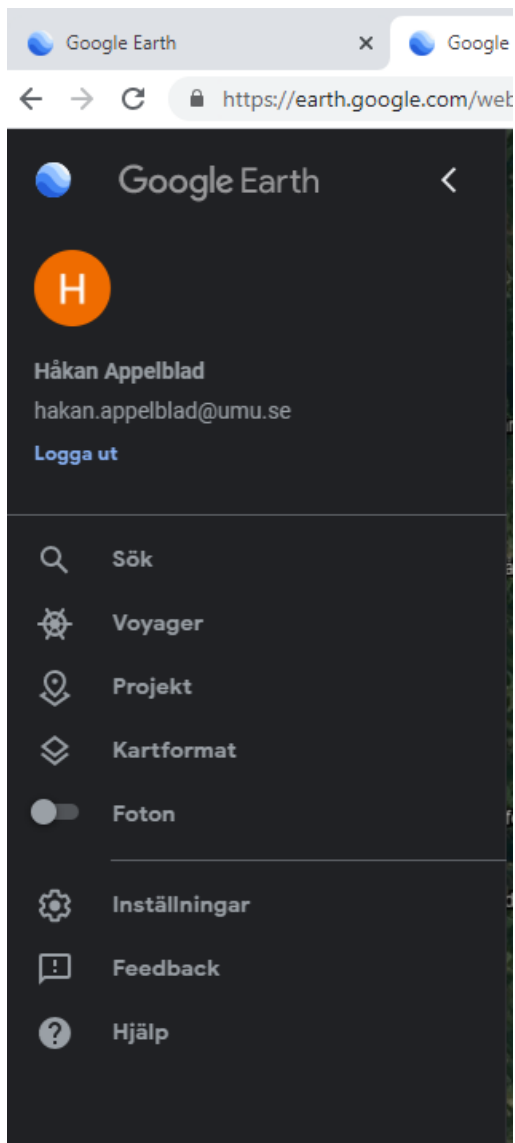 Google Earth
Google
https://earth.google.com/web
Google Earth
H
Håkan Appelblad
hakan.appelblad@umu.se
Logga ut
Sök
Voyager
Projekt
Kartformat
Foton
Inställningar
Feedback
Hjälp